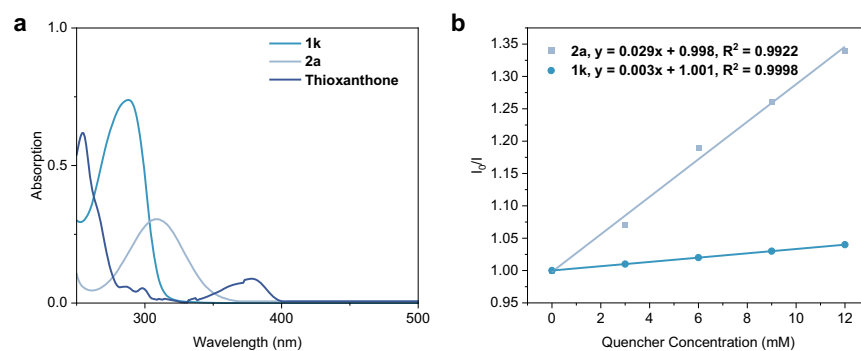 a
1k
2a
Thioxanthone
1.0
0.5
0.0
Absorption
300
400
500
Wavelength (nm)
b
2a, y = 0.029x + 0.998, R² = 0.9922
1k, y = 0.003x + 1.001, R² = 0.9998
1.35
1.30
1.25
1.20
1.15
1.10
1.05
1.00
0.95
I₀/I
0
2
4
6
8
10
12
Quencher Concentration (mM)